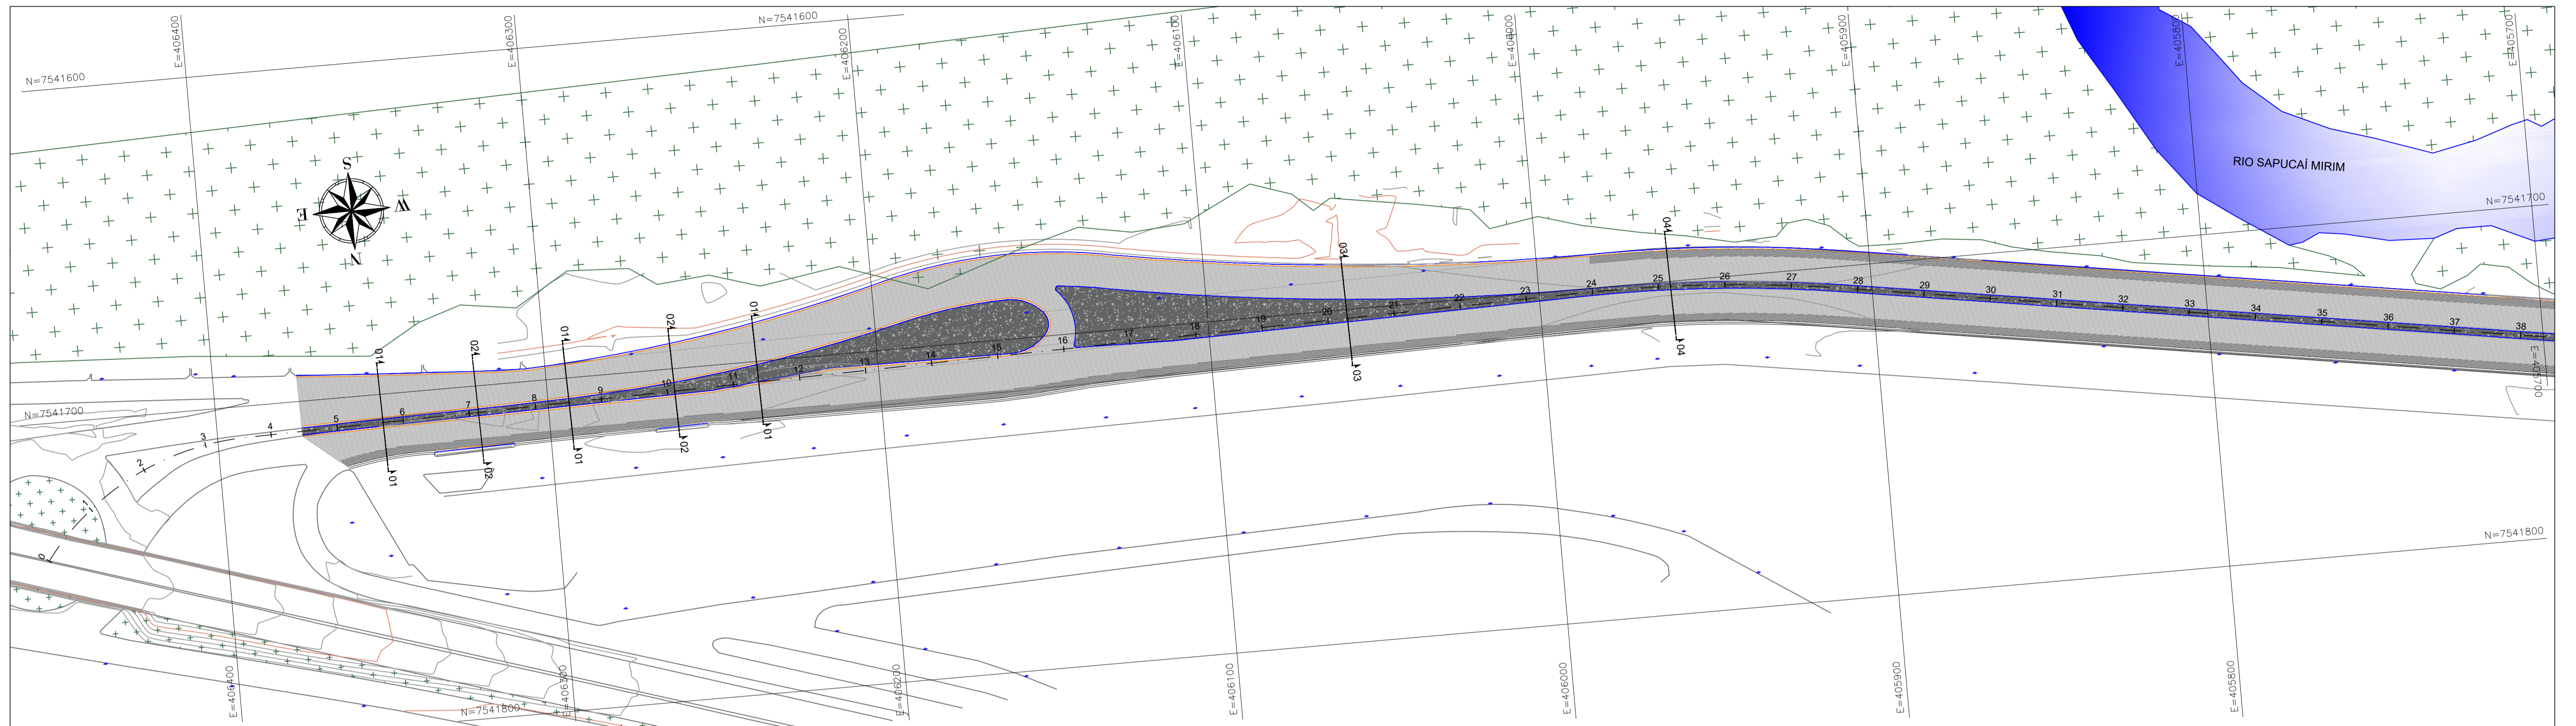 E=406400
E=406300
N=7541600
E=406200
E=406100
E=406000
E=405900
E=405800
E=405700
N=7541600
S
E
W
N
RIO SAPUCAÍ MIRIM
N=7541700
01
02
01
02
01
03
04
N=7541700
0
1
2
3
4
5
6
7
8
9
10
11
12
13
14
15
16
17
18
19
20
21
22
23
24
25
26
27
28
29
30
31
32
33
34
35
36
37
38
01
02
01
02
01
03
04
E=405700
N=7541800
E=406400
E=406300
E=406200
E=406100
E=406000
E=405900
E=405800
N=7541800